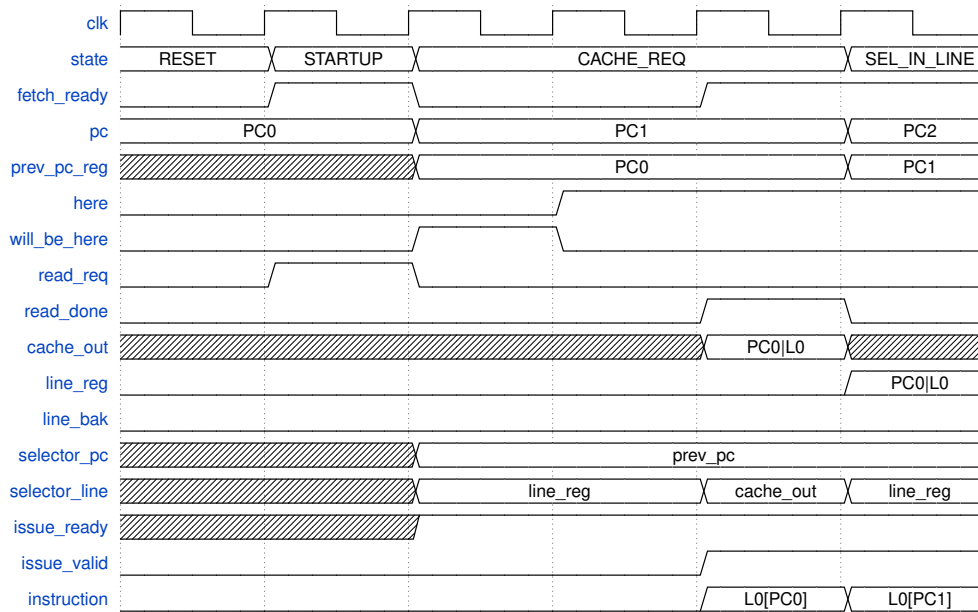 clk
state RESET STARTUP CACHE_REQ SEL_IN_LINE
fetch_ready
pc PC0 PC1 PC2
prev_pc_reg PC0 PC1
here
will_be_here
read_req
read_done
cache_out PC0|L0
line_reg PC0|L0
line_bak
selector_pc prev_pc
selector_line line_reg cache_out line_reg
issue_ready
issue_valid
instruction L0[PC0] L0[PC1]